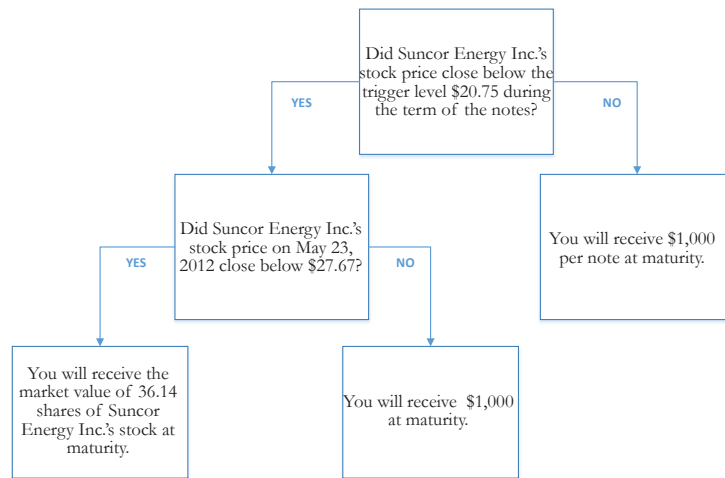 Did Suncor Energy Inc.'s
stock price close below the
trigger level $20.75 during
the term of the notes?
YES
NO
Did Suncor Energy Inc.'s
stock price on May 23,
2012 close below $27.67?
You will receive $1,000
per note at maturity.
YES
NO
You will receive the
market value of 36.14
shares of Suncor
Energy Inc.'s stock at
maturity.
You will receive $1,000
at maturity.